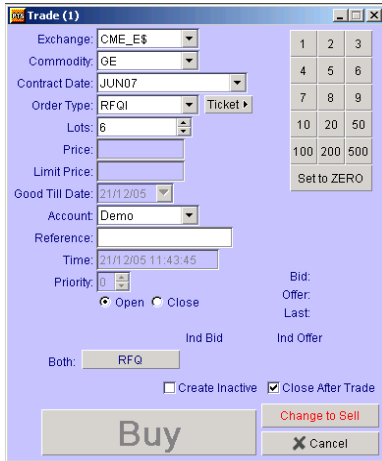 Trade (1)
Exchange: CME_E$
Commodity: GE
Contract Date: JUN07
Order Type: RFQI Ticket
Lots: 6
Price:
Limit Price:
Good Till Date: 21/12/05
Account: Demo
Reference:
Time: 21/12/05 11:43:45
Priority: 0
Open Close
1 2 3
4 5 6
7 8 9
10 20 50
100 200 500
Set to ZERO
Bid:
Offer:
Last:
Ind Bid Ind Offer
Both: RFQ
Create Inactive Close After Trade
Buy
Change to Sell
Cancel